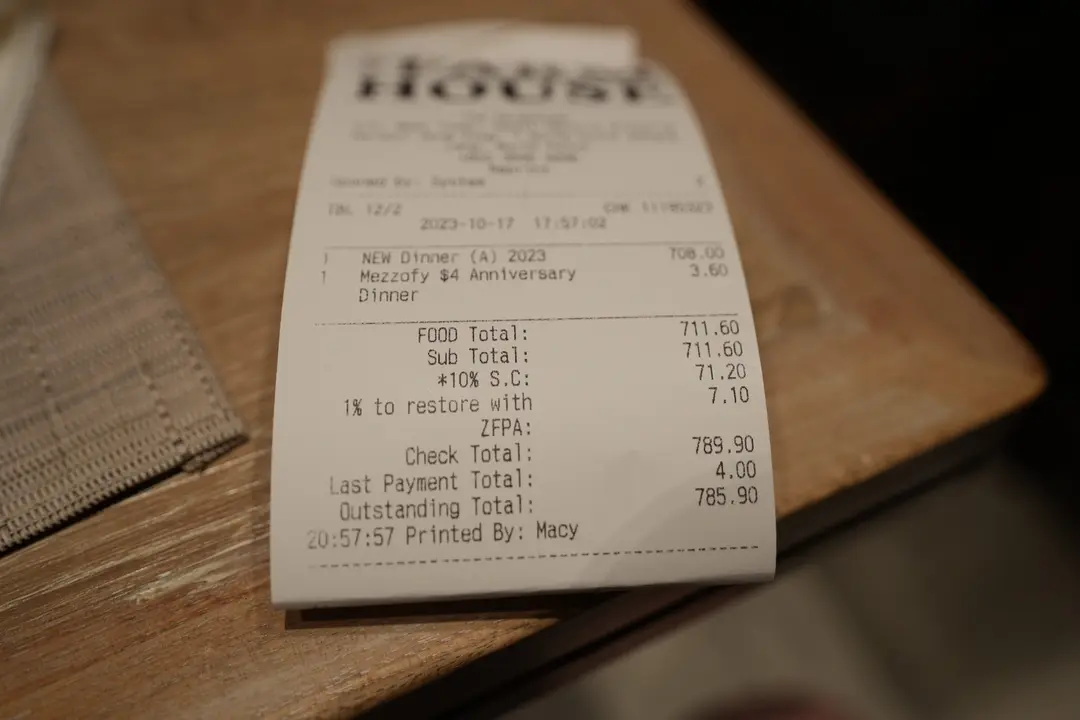 HOUSE
TBL 12/2
2023-10-17 17:57:02
1 NEW Dinner (A) 2023 708.00
1 Mezzofy $4 Anniversary 3.60
Dinner
FOOD Total: 711.60
Sub Total: 711.60
*10% S.C: 71.20
1% to restore with 7.10
ZFPA:
Check Total: 789.90
Last Payment Total: 4.00
Outstanding Total: 785.90
20:57:57 Printed By: Macy